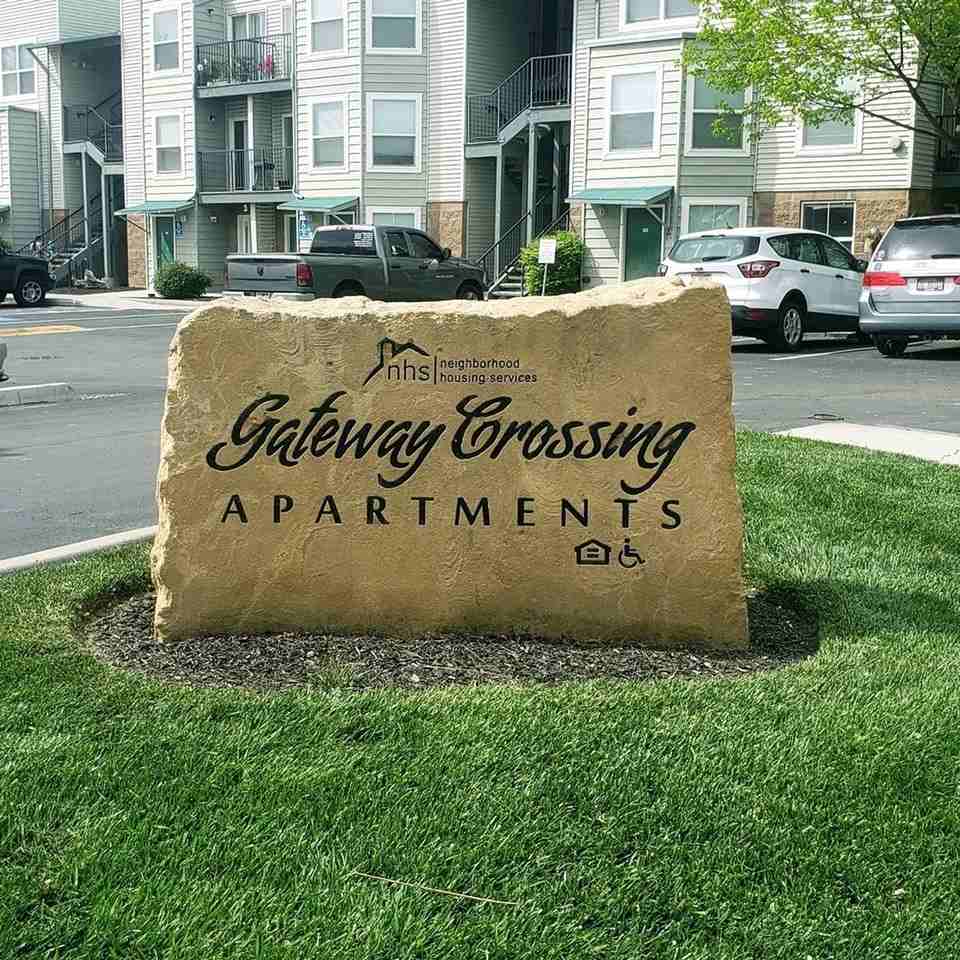 nhs neighborhood
housing services
Gateway Crossing
APARTMENTS